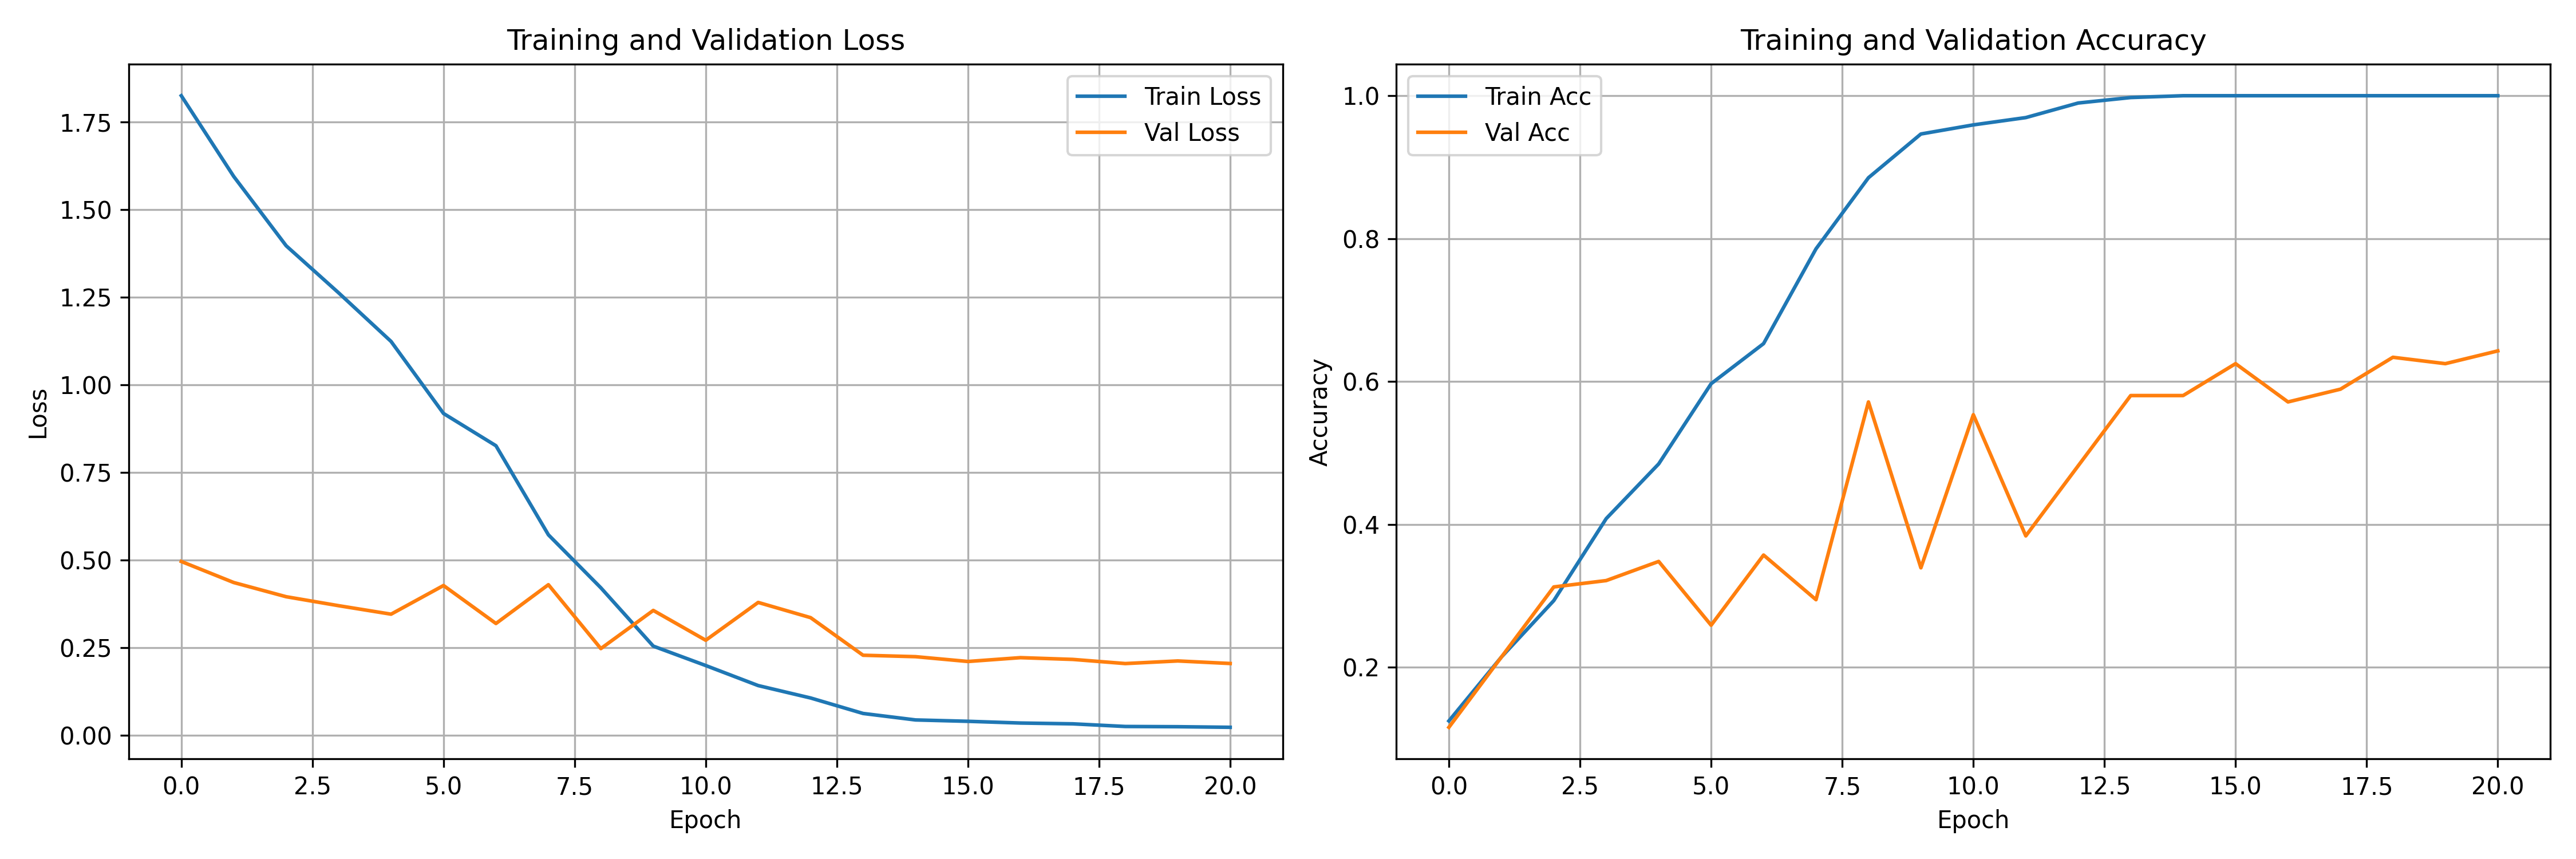 Training and Validation Loss
Train Loss
Val Loss
1.75
1.50
1.25
1.00
0.75
0.50
0.25
0.00
Loss
0.0 2.5 5.0 7.5 10.0 12.5 15.0 17.5 20.0
Epoch
Training and Validation Accuracy
Train Acc
Val Acc
1.0
0.8
0.6
0.4
0.2
Accuracy
0.0 2.5 5.0 7.5 10.0 12.5 15.0 17.5 20.0
Epoch